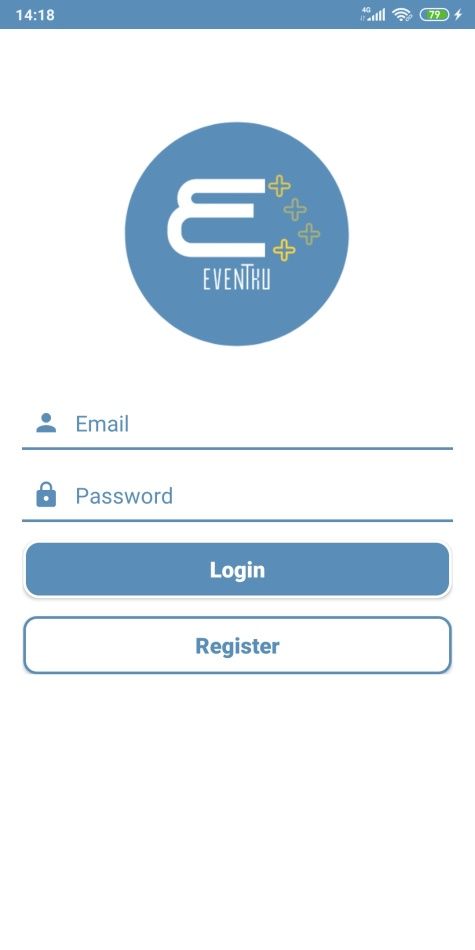 14:18
4G
79
EVENTKU
Email
Password
Login
Register